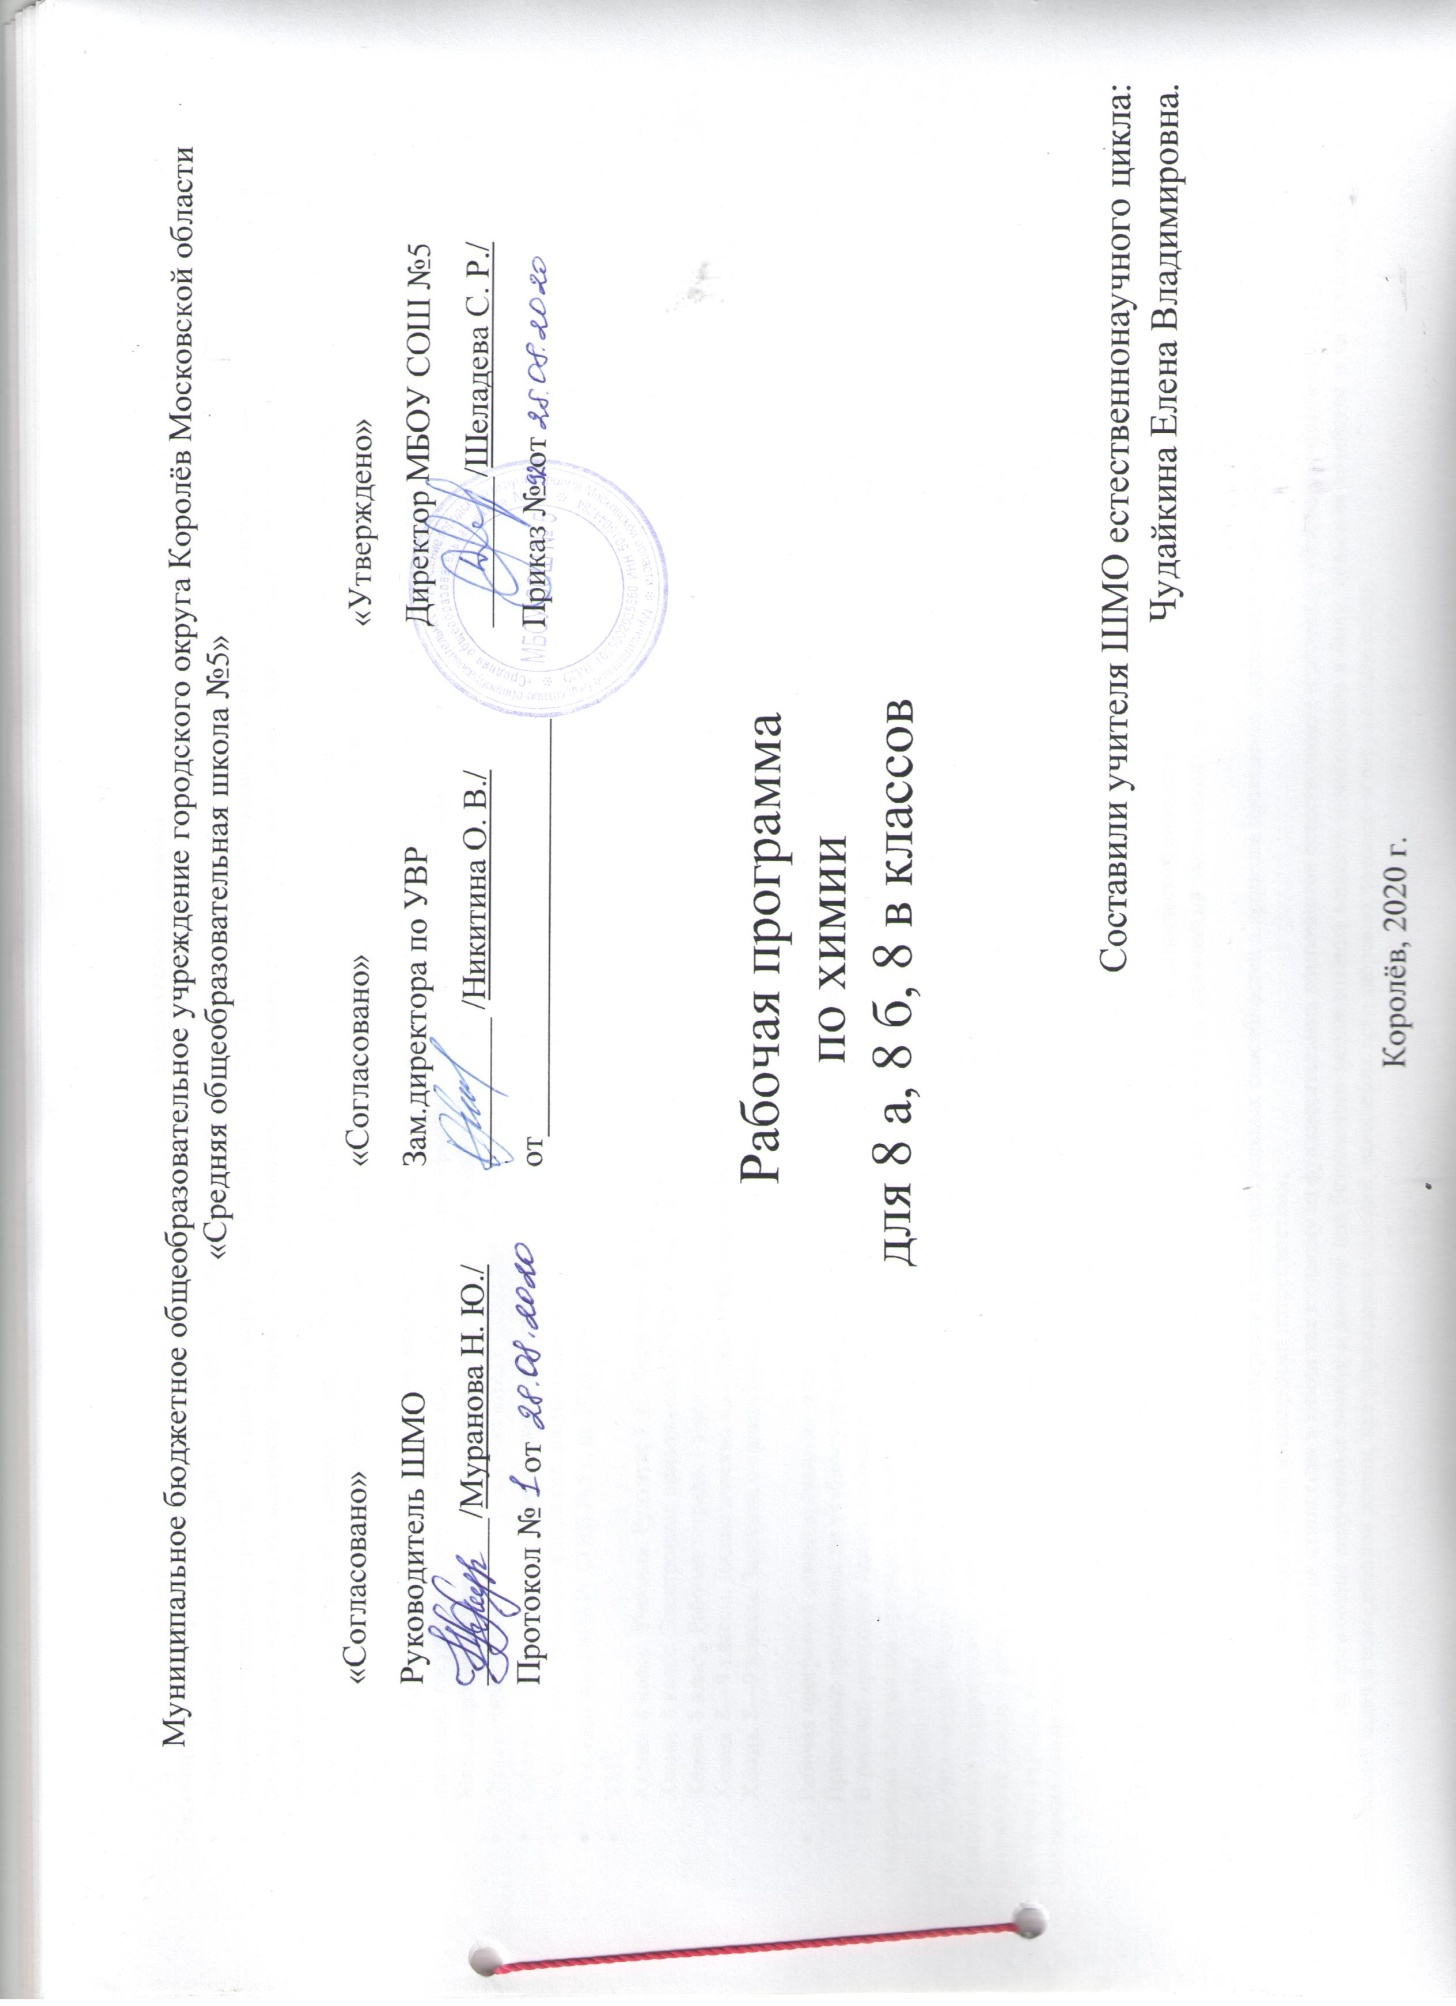 Муниципальное бюджетное общеобразовательное учреждение городского округа Королёв Московской области
«Средняя общеобразовательная школа №5»
«Согласовано»
Руководитель ШМО
/Муранова Н. Ю./
Протокол № 1 от 28.08.2020
«Согласовано»
Зам.директора по УВР
/Никитина О. В./
от
«Утверждено»
Директор МБОУ СОШ №5
/Шеладева С. Р./
Приказ №92 от 28.08.2020
Рабочая программа
по химии
для 8 а, 8 б, 8 в классов
Составили учителя ШМО естественнонаучного цикла:
Чудайкина Елена Владимировна.
Королёв, 2020 г.